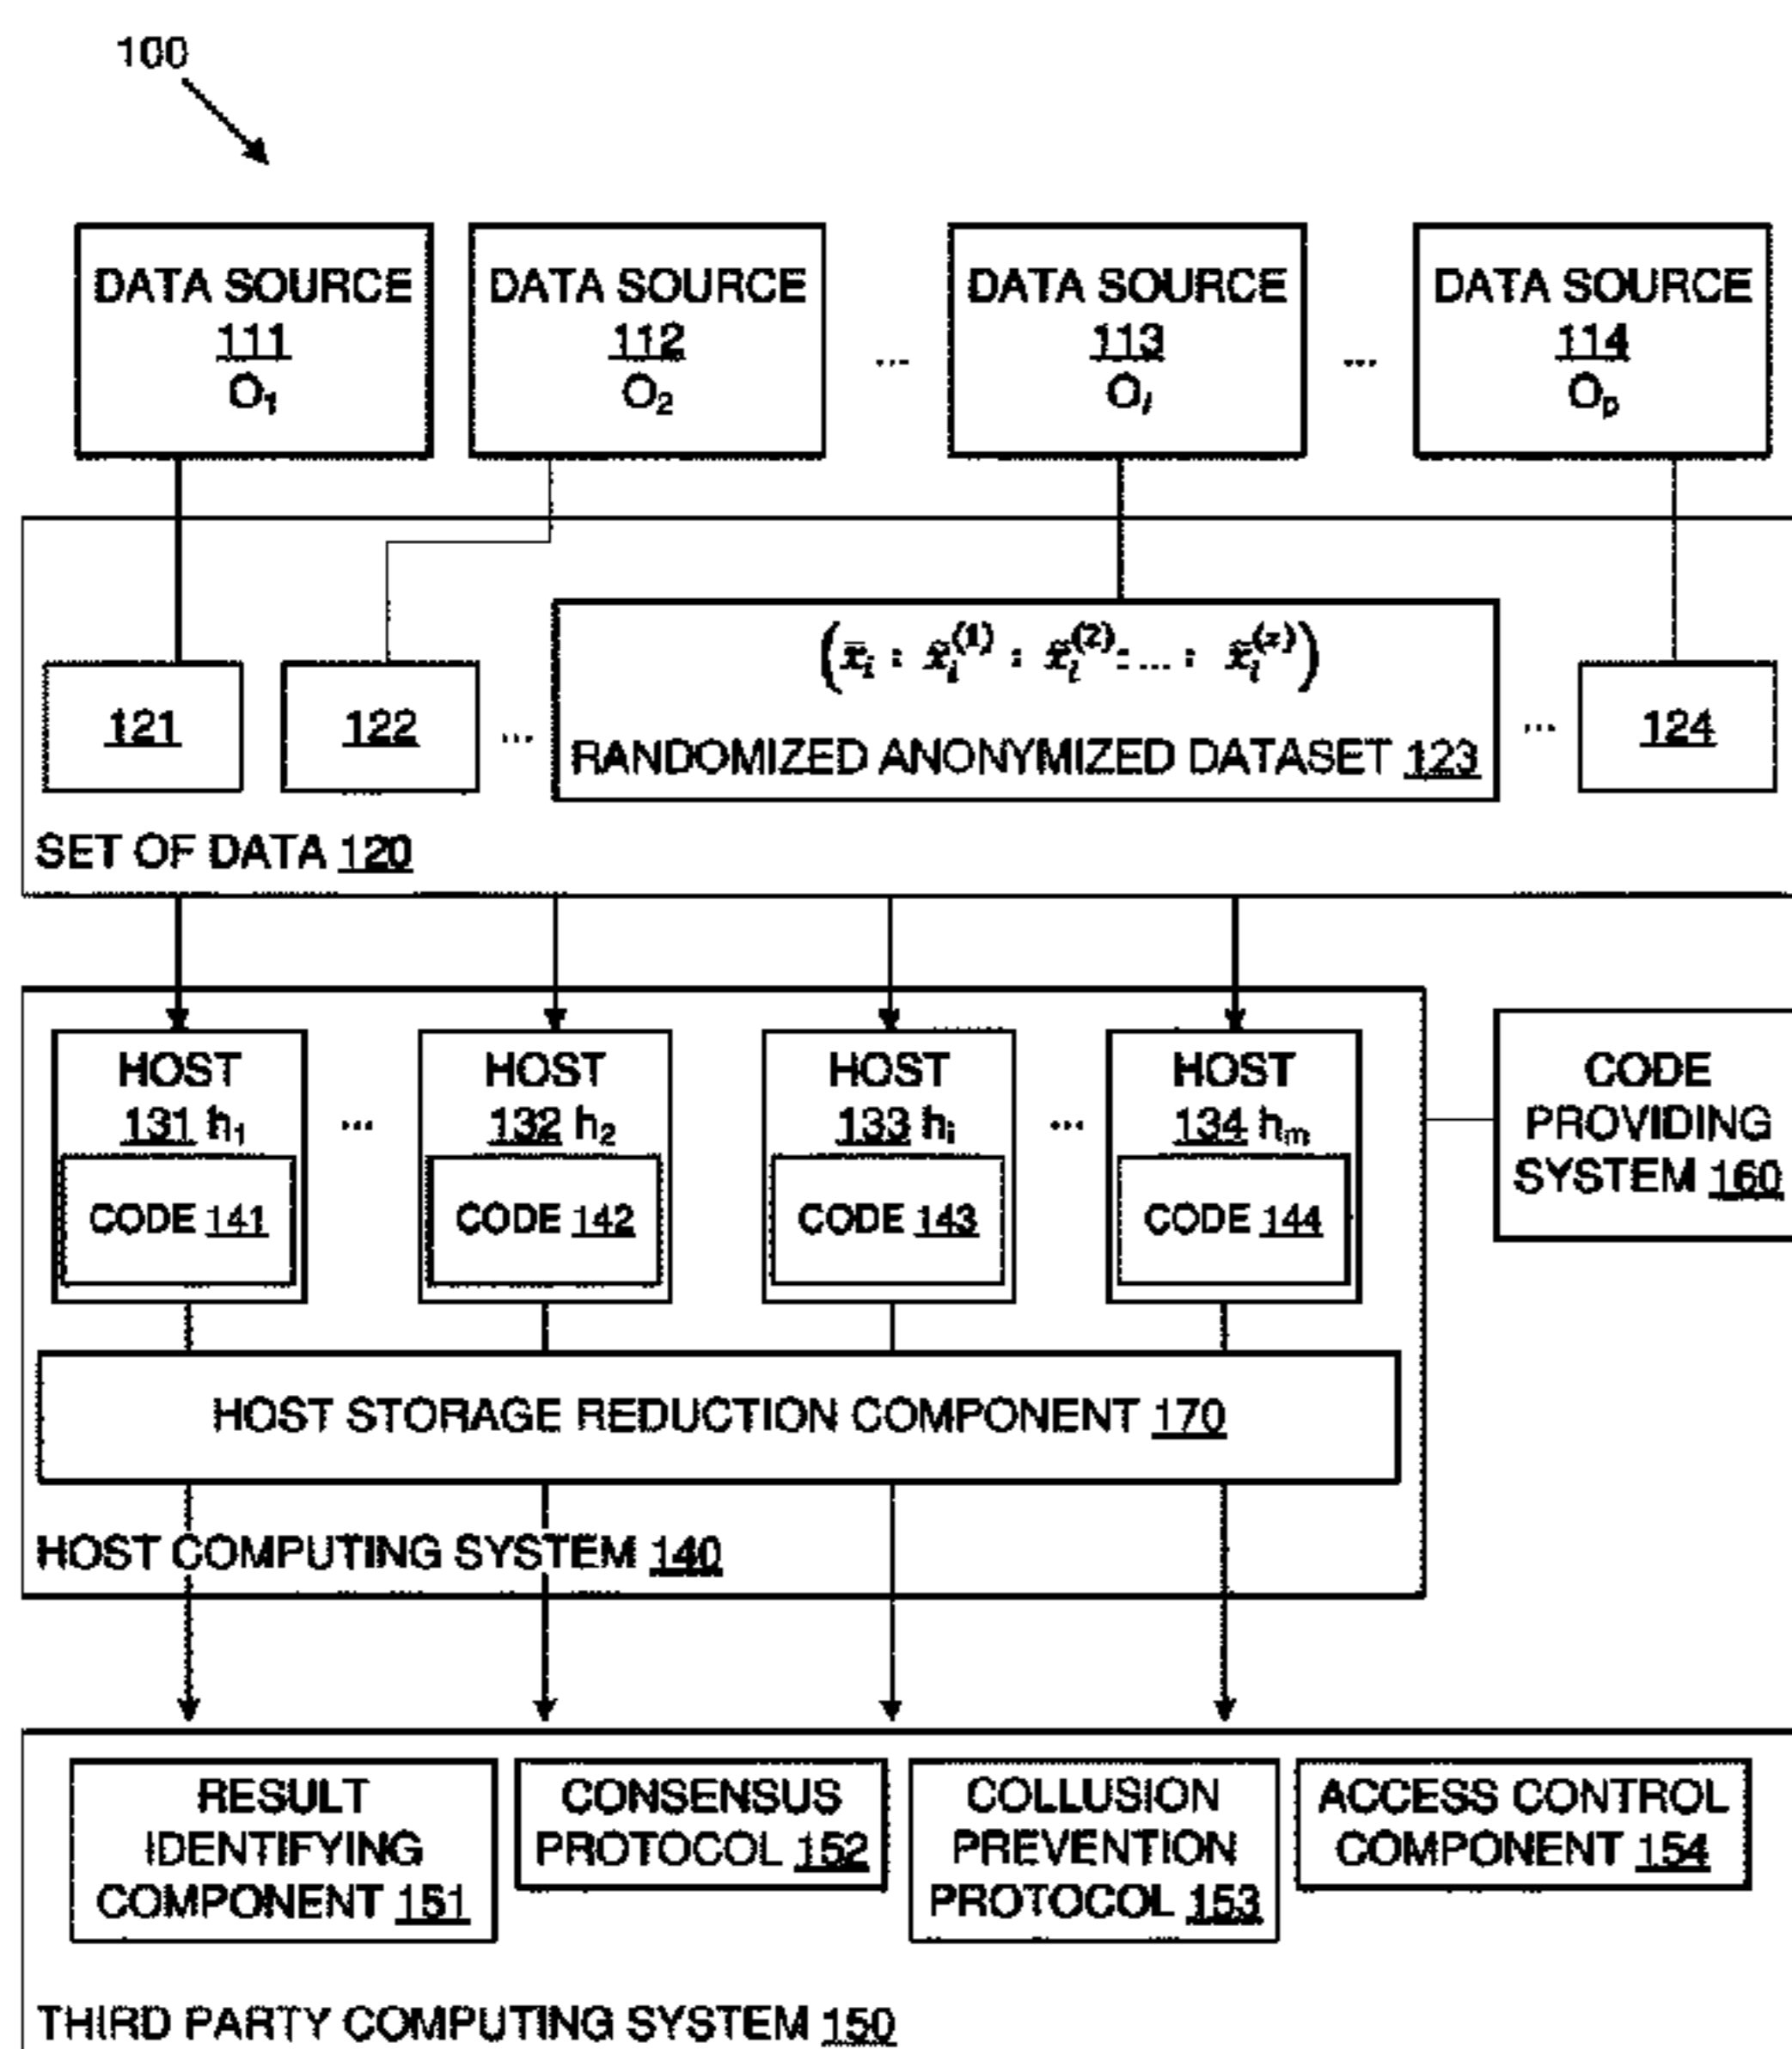 100
DATA SOURCE
111
O₁
DATA SOURCE
112
O₂
...
DATA SOURCE
113
Oᵢ
...
DATA SOURCE
114
Oₚ
121
122
...
(x̄ᵢ : x̂ᵢ⁽¹⁾ : x̂ᵢ⁽²⁾ : ... : x̂ᵢ⁽ᶻ⁾)
RANDOMIZED ANONYMIZED DATASET 123
...
124
SET OF DATA 120
HOST
131 h₁
CODE 141
...
HOST
132 h₂
CODE 142
HOST
133 hᵢ
CODE 143
...
HOST
134 hₘ
CODE 144
CODE
PROVIDING
SYSTEM 160
HOST STORAGE REDUCTION COMPONENT 170
HOST COMPUTING SYSTEM 140
RESULT
IDENTIFYING
COMPONENT 151
CONSENSUS
PROTOCOL 152
COLLUSION
PREVENTION
PROTOCOL 153
ACCESS CONTROL
COMPONENT 154
THIRD PARTY COMPUTING SYSTEM 150